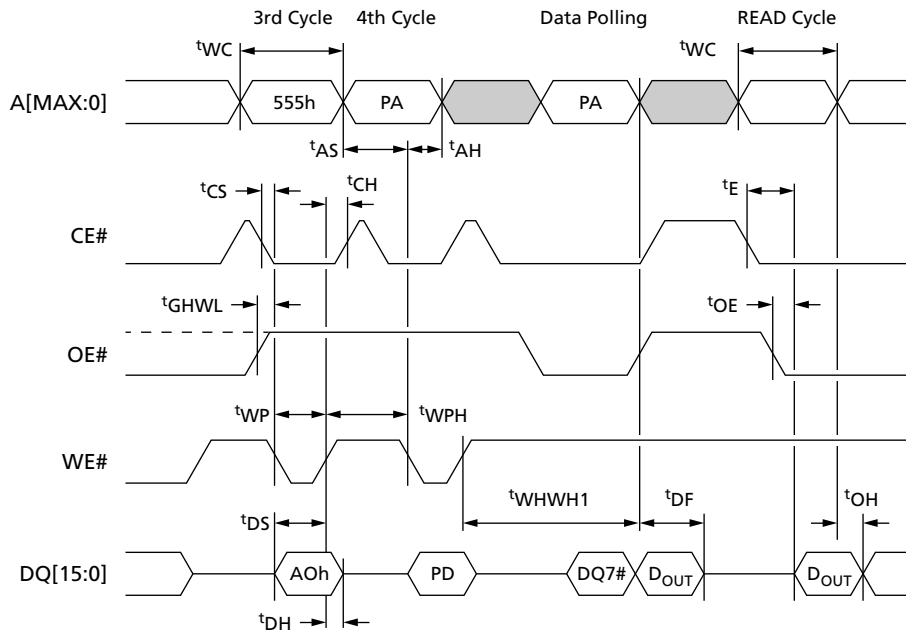 3rd Cycle 4th Cycle Data Polling READ Cycle
tWC tWC
A[MAX:0] 555h PA PA
tAS tAH
tCS tCH tE
CE#
tGHWL tOE
OE#
tWP tWPH
WE#
tWHWH1 tDF tOH
tDS
DQ[15:0] AOh PD DQ7# DOUT DOUT
tDH